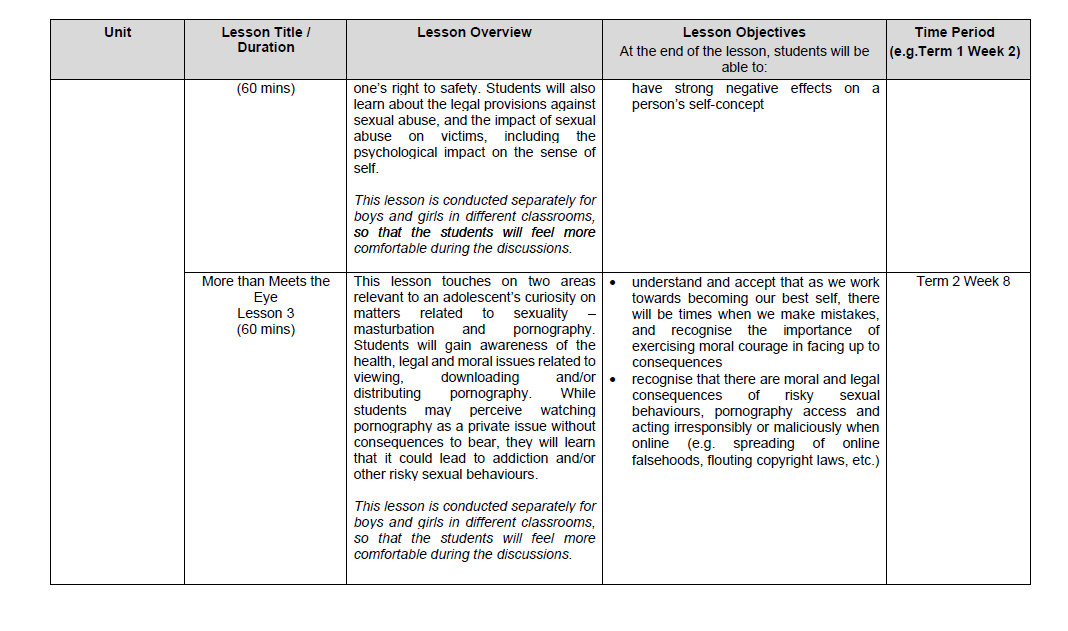 Unit
Lesson Title /
Duration
Lesson Overview
Lesson Objectives
At the end of the lesson, students will be
able to:
Time Period
(e.g.Term 1 Week 2)
(60 mins)
one's right to safety. Students will also
learn about the legal provisions against
sexual abuse, and the impact of sexual
abuse on victims, including the
psychological impact on the sense of
self.
This lesson is conducted separately for
boys and girls in different classrooms,
so that the students will feel more
comfortable during the discussions.
have strong negative effects on a
person's self-concept
More than Meets the
Eye
Lesson 3
(60 mins)
This lesson touches on two areas
relevant to an adolescent's curiosity on
matters related to sexuality –
masturbation and pornography.
Students will gain awareness of the
health, legal and moral issues related to
viewing, downloading and/or
distributing pornography. While
students may perceive watching
pornography as a private issue without
consequences to bear, they will learn
that it could lead to addiction and/or
other risky sexual behaviours.
This lesson is conducted separately for
boys and girls in different classrooms,
so that the students will feel more
comfortable during the discussions.
• understand and accept that as we work
towards becoming our best self, there
will be times when we make mistakes,
and recognise the importance of
exercising moral courage in facing up to
consequences
• recognise that there are moral and legal
consequences of risky sexual
behaviours, pornography access and
acting irresponsibly or maliciously when
online (e.g. spreading of online
falsehoods, flouting copyright laws, etc.)
Term 2 Week 8